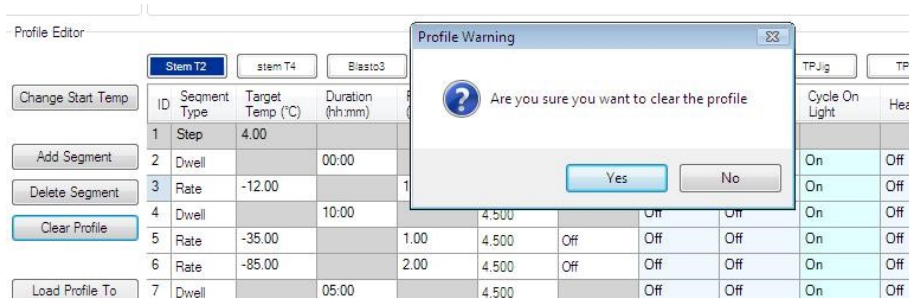 Profile Editor
Profile Warning
Stem T2 stem T4 Blasto3 TPJig TP
Change Start Temp
ID Segment Type Target Temp (°C) Duration (hh:mm) Cycle On Light
Are you sure you want to clear the profile
1 Step 4.00
Add Segment
2 Dwell 00:00 On Off
Yes No
Delete Segment
3 Rate -12.00 On Off
4 Dwell 10:00 4.500 Off Off On Off
Clear Profile
5 Rate -35.00 1.00 4.500 Off Off Off On Off
6 Rate -85.00 2.00 4.500 Off Off Off On Off
Load Profile To
7 Dwell 05:00 4.500 Off Off On Off